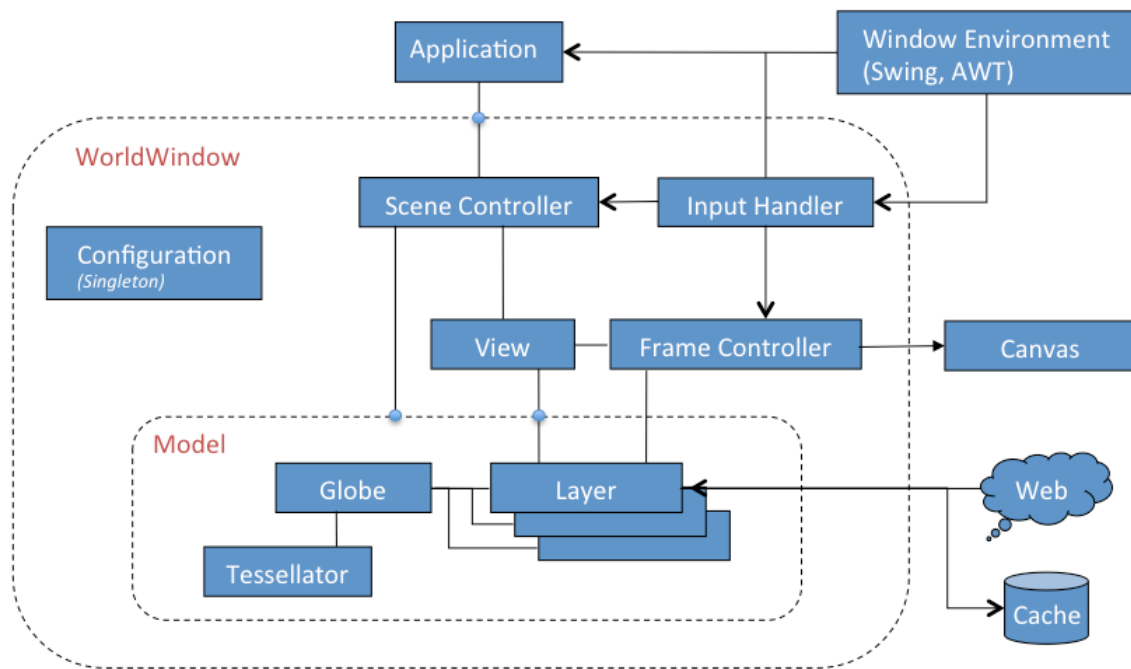 Application
Window Environment
(Swing, AWT)
WorldWindow
Scene Controller
Input Handler
Configuration
(Singleton)
View
Frame Controller
Canvas
Model
Globe
Layer
Web
Tessellator
Cache